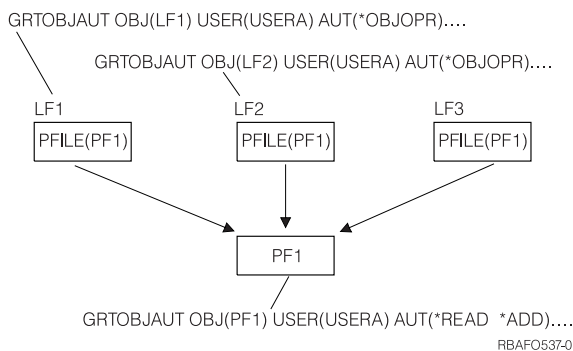 GRTOBJAUT OBJ(LF1) USER(USERA) AUT(*OBJOPR)....
GRTOBJAUT OBJ(LF2) USER(USERA) AUT(*OBJOPR)....
LF1 LF2 LF3
PFILE(PF1) PFILE(PF1) PFILE(PF1)
PF1
GRTOBJAUT OBJ(PF1) USER(USERA) AUT(*READ *ADD)....
RBAFO537-0